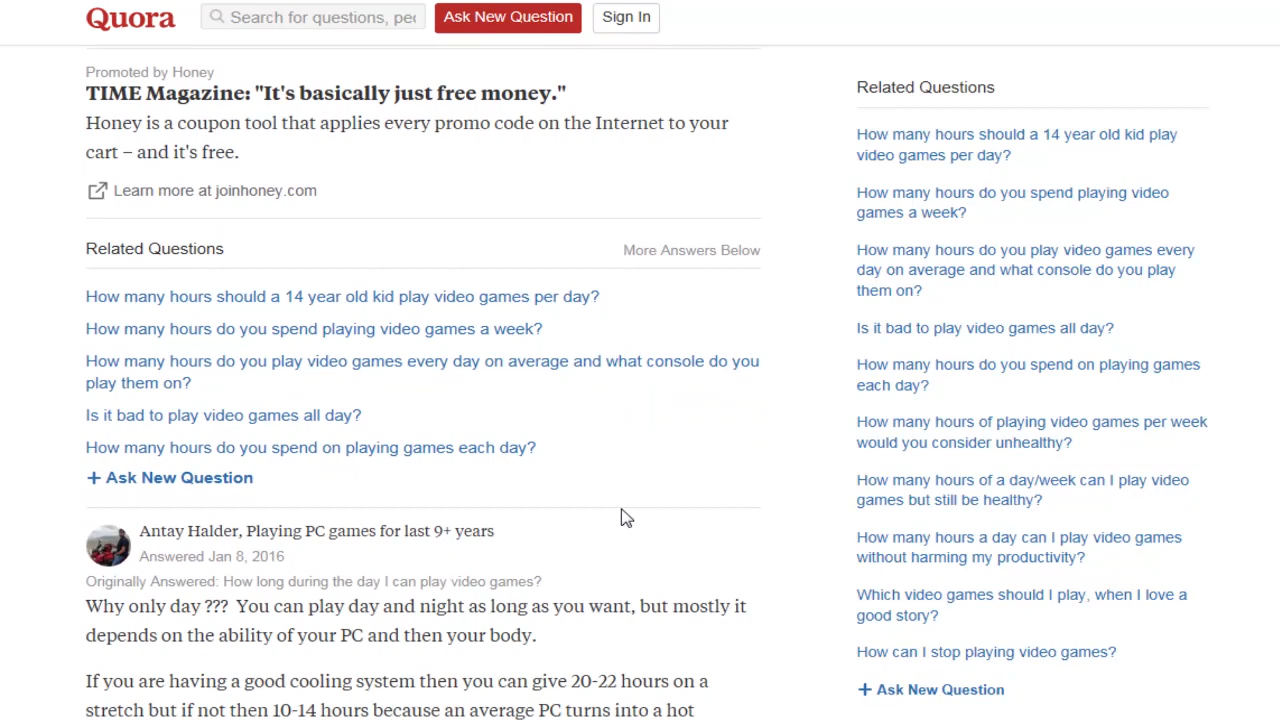 Quora
Search for questions, pe
Ask New Question
Sign In
Promoted by Honey
TIME Magazine: "It's basically just free money."
Honey is a coupon tool that applies every promo code on the Internet to your
cart – and it's free.
Learn more at joinhoney.com
Related Questions
More Answers Below
How many hours should a 14 year old kid play video games per day?
How many hours do you spend playing video games a week?
How many hours do you play video games every day on average and what console do you
play them on?
Is it bad to play video games all day?
How many hours do you spend on playing games each day?
+ Ask New Question
Antay Halder, Playing PC games for last 9+ years
Answered Jan 8, 2016
Originally Answered: How long during the day I can play video games?
Why only day ??? You can play day and night as long as you want, but mostly it
depends on the ability of your PC and then your body.
If you are having a good cooling system then you can give 20-22 hours on a
stretch but if not then 10-14 hours because an average PC turns into a hot
Related Questions
How many hours should a 14 year old kid play
video games per day?
How many hours do you spend playing video
games a week?
How many hours do you play video games every
day on average and what console do you play
them on?
Is it bad to play video games all day?
How many hours do you spend on playing games
each day?
How many hours of playing video games per week
would you consider unhealthy?
How many hours of a day/week can I play video
games but still be healthy?
How many hours a day can I play video games
without harming my productivity?
Which video games should I play, when I love a
good story?
How can I stop playing video games?
+ Ask New Question